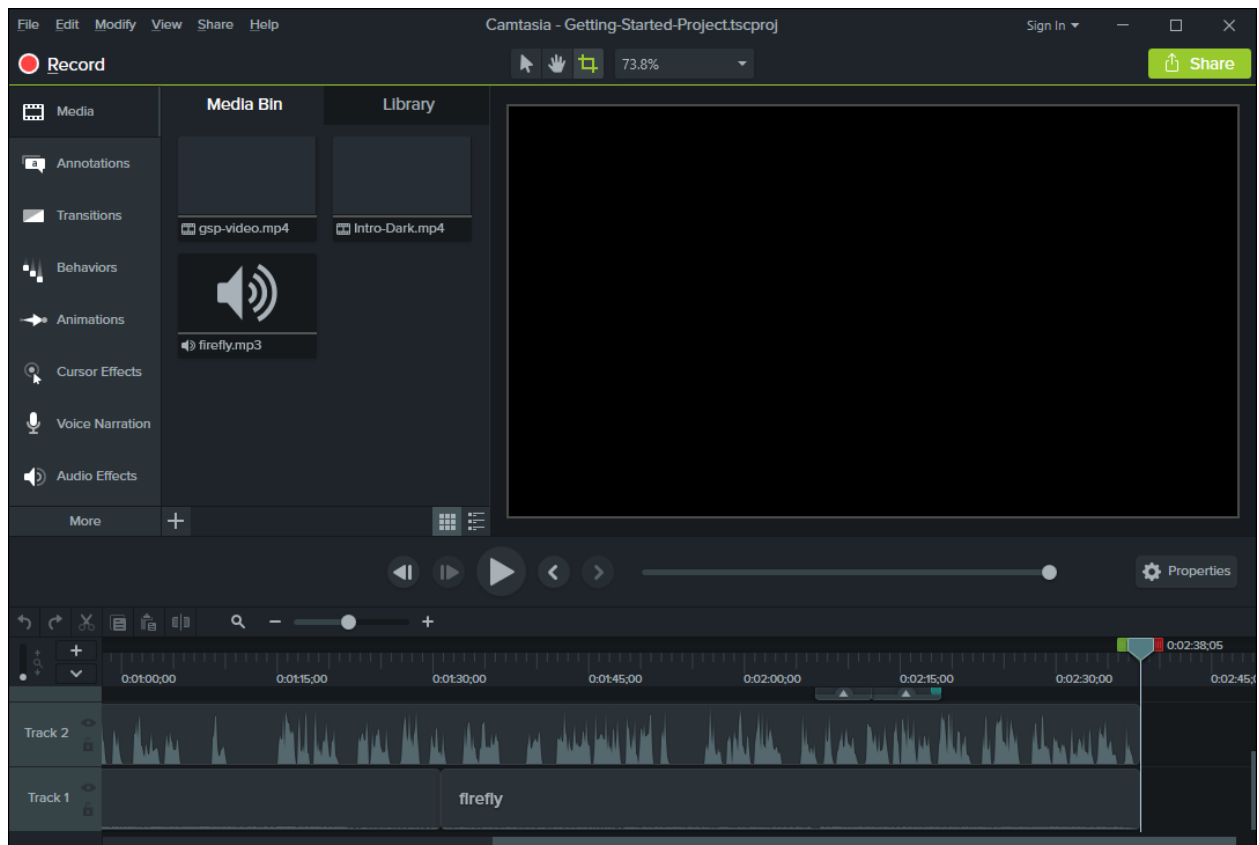 File Edit Modify View Share Help
Camtasia - Getting-Started-Project.tscproj
Sign In
Record
73.8%
Share
Media
Media Bin
Library
Annotations
Transitions
gsp-video.mp4
Intro-Dark.mp4
Behaviors
Animations
firefly.mp3
Cursor Effects
Voice Narration
Audio Effects
More
Properties
0:02:38;05
0:01:00;00 0:01:15;00 0:01:30;00 0:01:45;00 0:02:00;00 0:02:15;00 0:02:30;00 0:02:45;
Track 2
Track 1
firefly